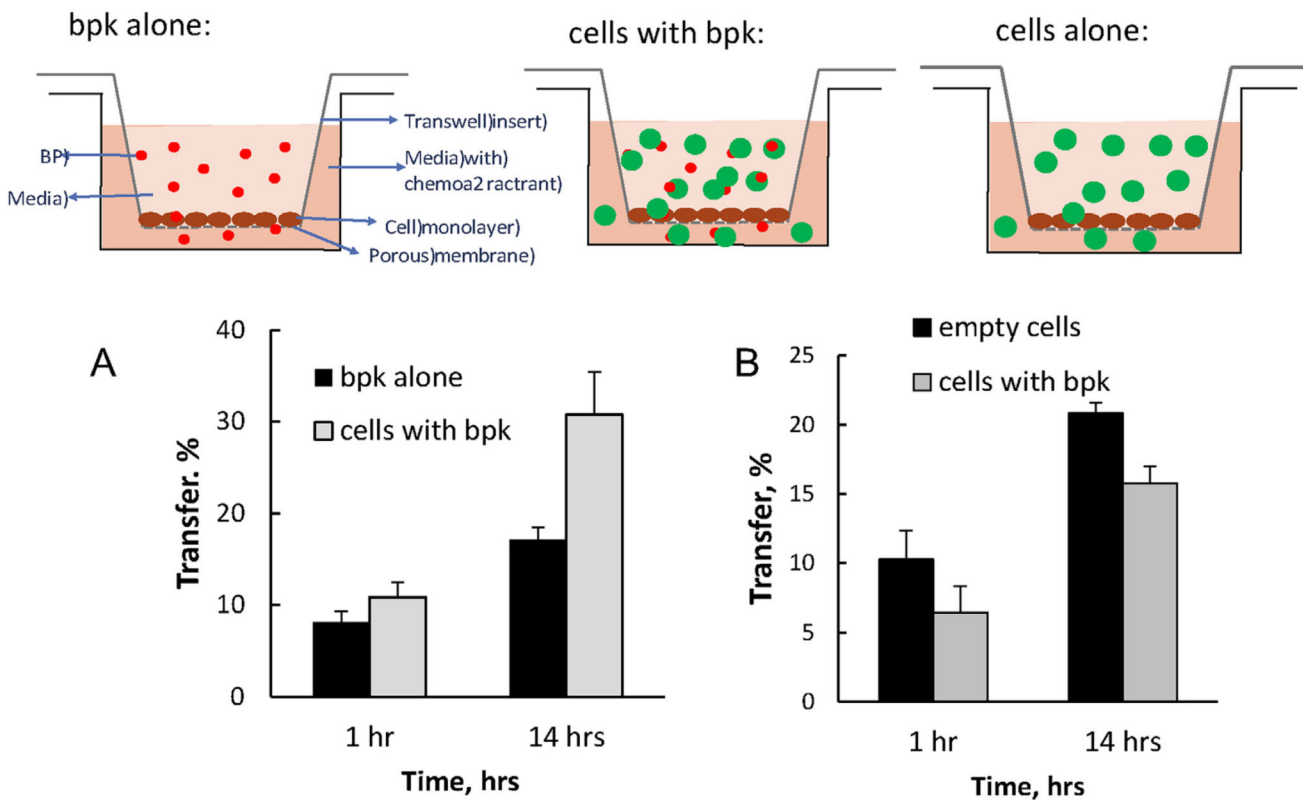 bpk alone:
cells with bpk:
cells alone:
Transwell)insert)
BP)
Media)with)
chemoa2 ractrant)
Media)
Cell)monolayer)
Porous)membrane)
A
bpk alone
cells with bpk
40
30
20
10
0
Transfer. %
1 hr
14 hrs
Time, hrs
B
empty cells
cells with bpk
25
20
15
10
5
0
Transfer, %
1 hr
14 hrs
Time, hrs